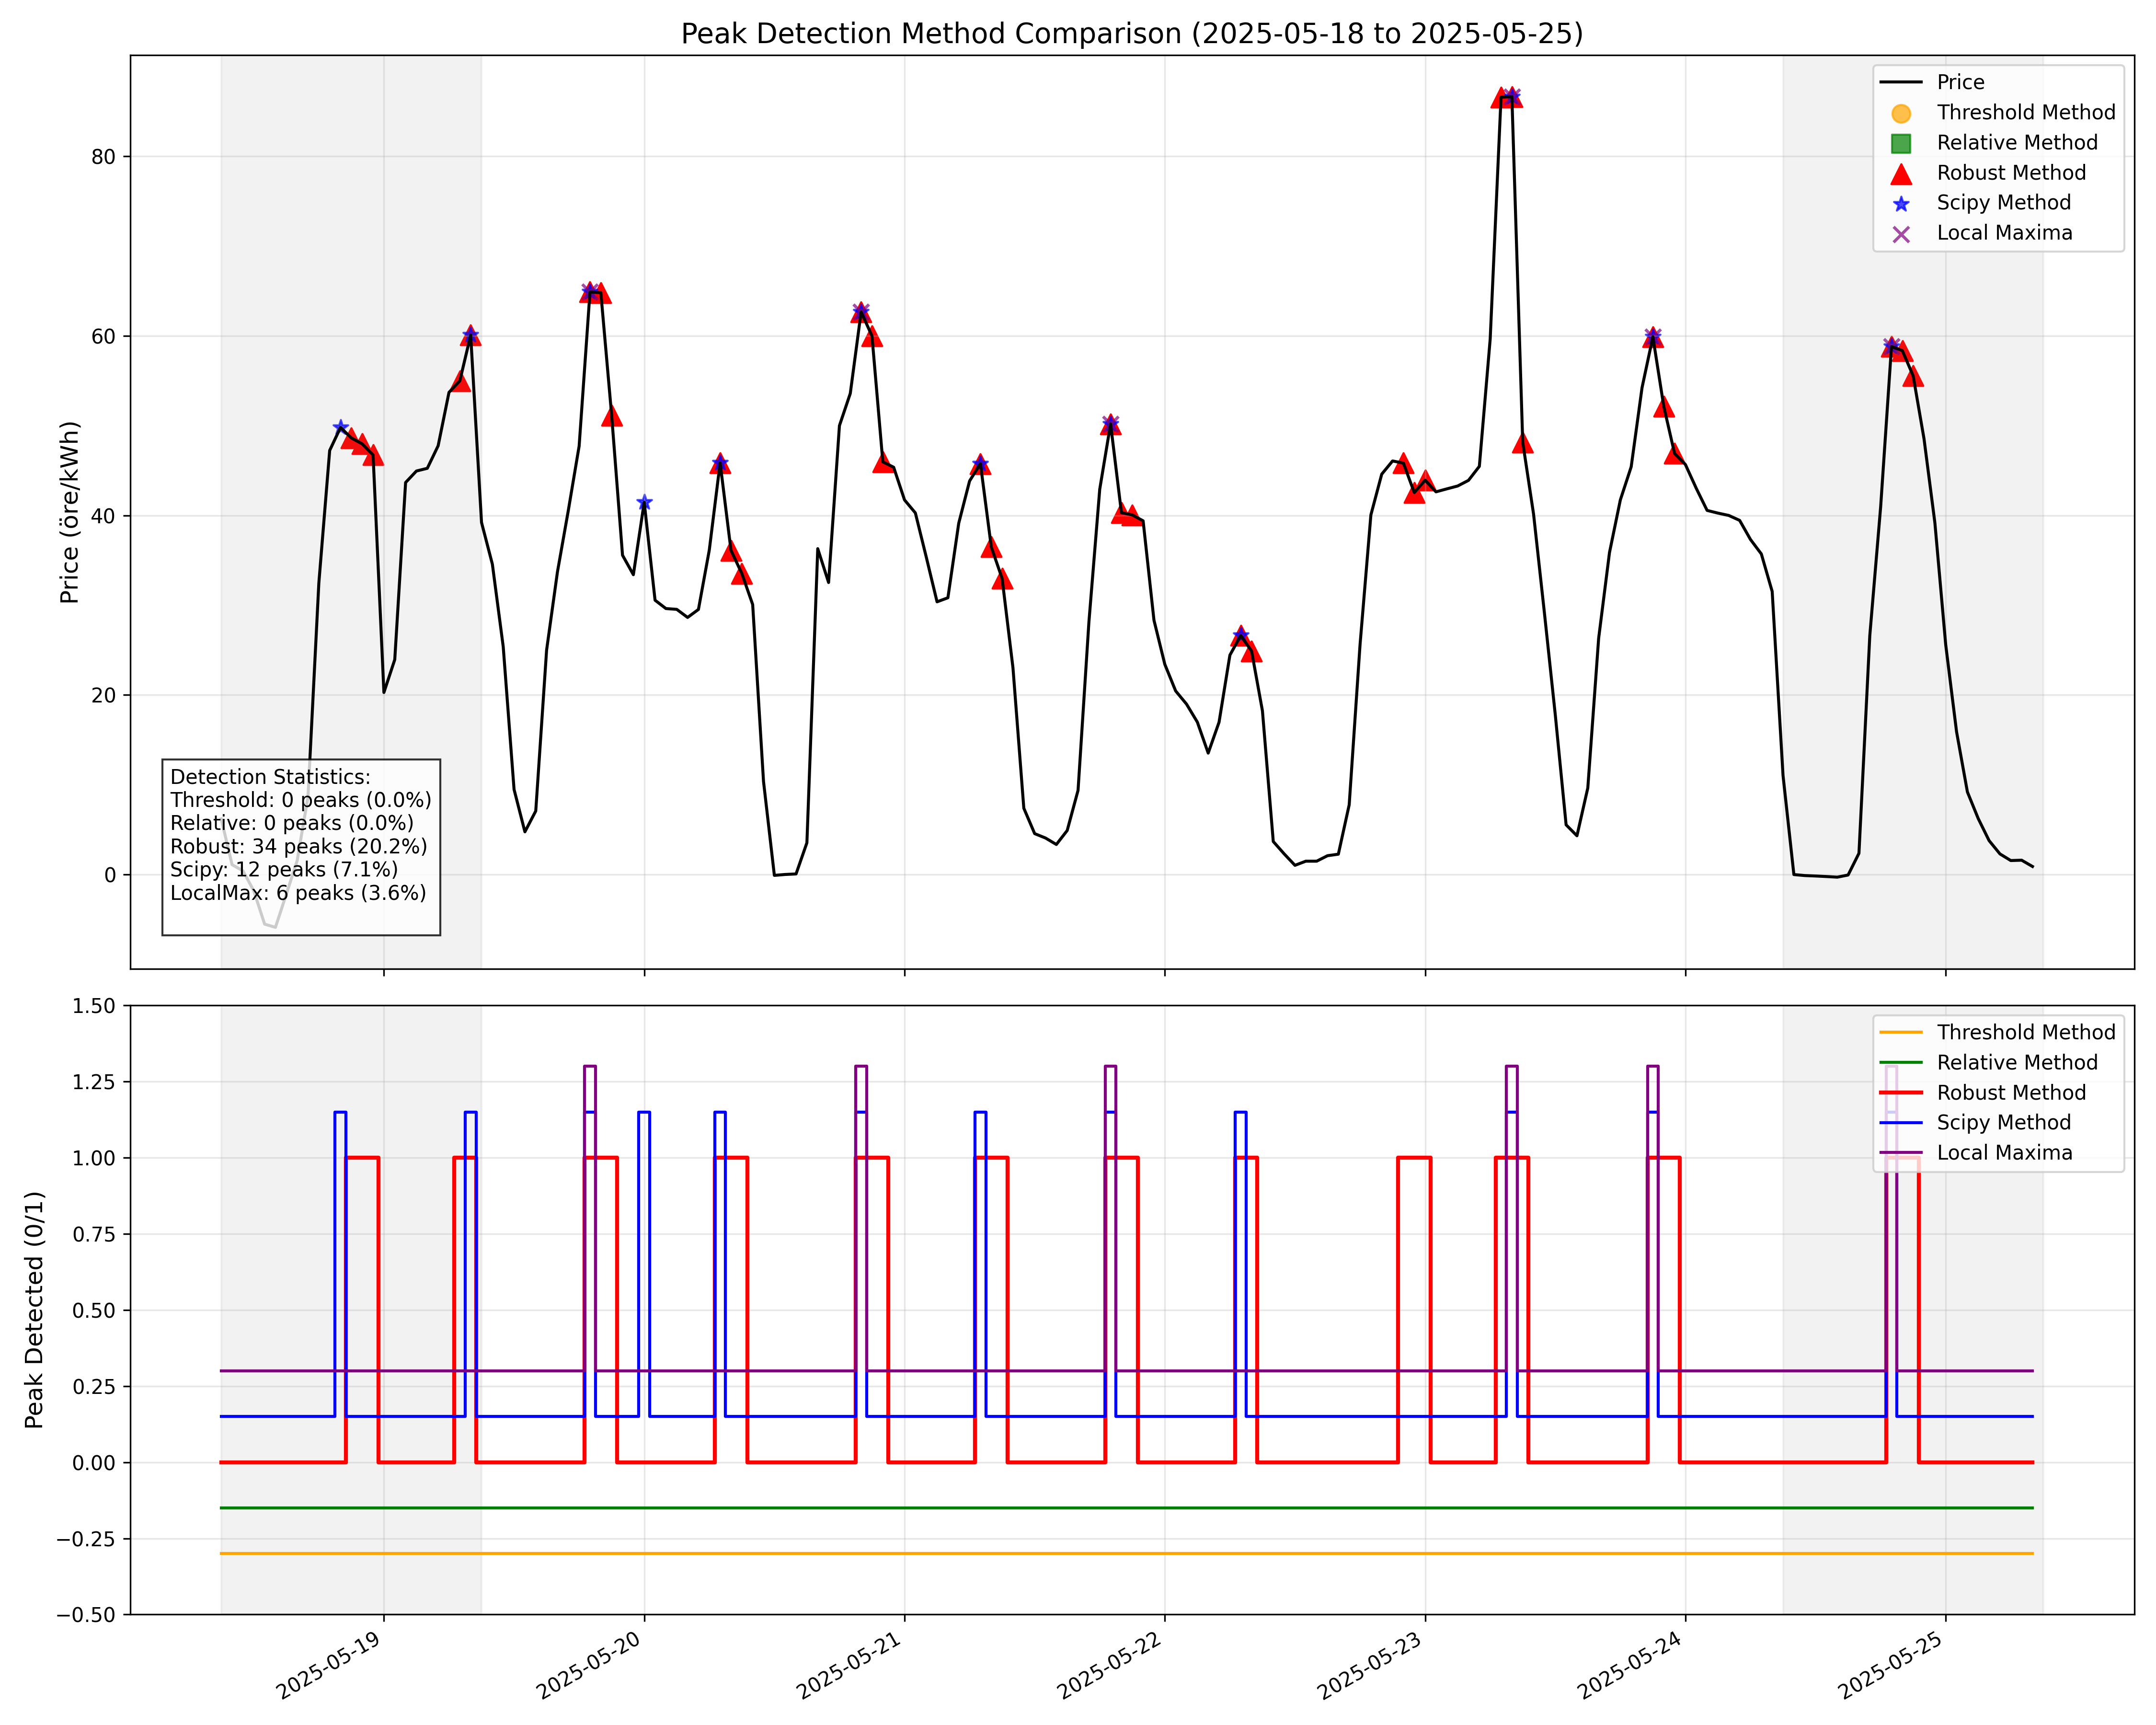 Peak Detection Method Comparison (2025-05-18 to 2025-05-25)
Price (öre/kWh)
80
60
40
20
0
Price
Threshold Method
Relative Method
Robust Method
Scipy Method
Local Maxima
Detection Statistics:
Threshold: 0 peaks (0.0%)
Relative: 0 peaks (0.0%)
Robust: 34 peaks (20.2%)
Scipy: 12 peaks (7.1%)
LocalMax: 6 peaks (3.6%)
Peak Detected (0/1)
1.50
1.25
1.00
0.75
0.50
0.25
0.00
−0.25
−0.50
Threshold Method
Relative Method
Robust Method
Scipy Method
Local Maxima
2025-05-19
2025-05-20
2025-05-21
2025-05-22
2025-05-23
2025-05-24
2025-05-25